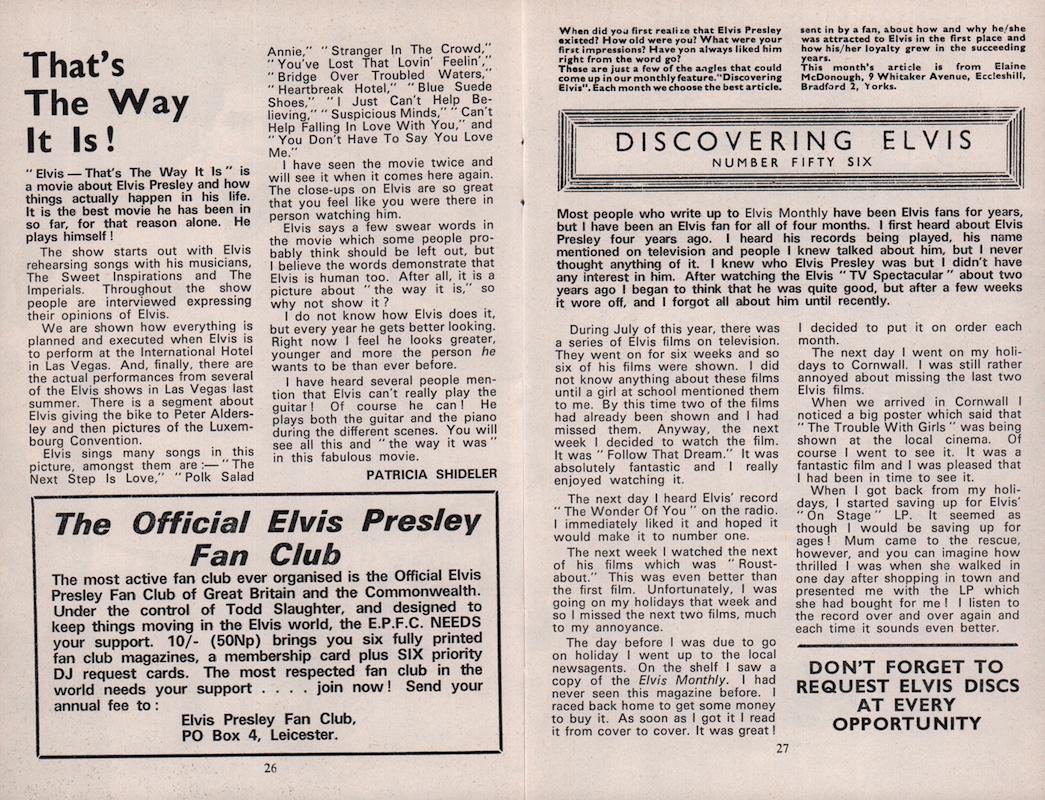 That's
The Way
It Is!
"Elvis — That's The Way It Is" is
a movie about Elvis Presley and how
things actually happen in his life.
It is the best movie he has been in
so far, for that reason alone. He
plays himself!
The show starts out with Elvis
rehearsing songs with his musicians,
The Sweet Inspirations and The
Imperials. Throughout the show
people are interviewed expressing
their opinions of Elvis.
We are shown how everything is
planned and executed when Elvis is
to perform at the International Hotel
in Las Vegas. And, finally, there are
the actual performances from several
of the Elvis shows in Las Vegas last
summer. There is a segment about
Elvis giving the bike to Peter Alders-
ley and then pictures of the Luxem-
bourg Convention.
Elvis sings many songs in this
picture, amongst them are :— "The
Next Step Is Love," "Polk Salad
Annie," "Stranger In The Crowd,"
"You've Lost That Lovin' Feelin',"
"Bridge Over Troubled Waters,"
"Heartbreak Hotel," "Blue Suede
Shoes," "I Just Can't Help Be-
lieving," "Suspicious Minds," "Can't
Help Falling In Love With You," and
"You Don't Have To Say You Love
Me."
I have seen the movie twice and
will see it when it comes here again.
The close-ups on Elvis are so great
that you feel like you were there in
person watching him.
Elvis says a few swear words in
the movie which some people pro-
bably think should be left out, but
I believe the words demonstrate that
Elvis is human too. After all, it is a
picture about "the way it is," so
why not show it?
I do not know how Elvis does it,
but every year he gets better looking.
Right now I feel he looks greater,
younger and more the person he
wants to be than ever before.
I have heard several people men-
tion that Elvis can't really play the
guitar! Of course he can! He
plays both the guitar and the piano
during the different scenes. You will
see all this and "the way it was"
in this fabulous movie.
PATRICIA SHIDELER
The Official Elvis Presley
Fan Club
The most active fan club ever organised is the Official Elvis
Presley Fan Club of Great Britain and the Commonwealth.
Under the control of Todd Slaughter, and designed to
keep things moving in the Elvis world, the E.P.F.C. NEEDS
your support. 10/- (50Np) brings you six fully printed
fan club magazines, a membership card plus SIX priority
DJ request cards. The most respected fan club in the
world needs your support . . . . join now! Send your
annual fee to :
Elvis Presley Fan Club,
PO Box 4, Leicester.
26
When did you first realize that Elvis Presley
existed? How old were you? What were your
first impressions? Have you always liked him
right from the word go?
These are just a few of the angles that could
come up in our monthly feature. "Discovering
Elvis". Each month we choose the best article.
sent in by a fan, about how and why he/she
was attracted to Elvis in the first place and
how his/her loyalty grew in the succeeding
years.
This month's article is from Elaine
McDonough, 9 Whitaker Avenue, Eccleshill,
Bradford 2, Yorks.
DISCOVERING ELVIS
NUMBER FIFTY SIX
Most people who write up to Elvis Monthly have been Elvis fans for years,
but I have been an Elvis fan for all of four months. I first heard about Elvis
Presley four years ago. I heard his records being played, his name
mentioned on television and people I knew talked about him, but I never
thought anything of it. I knew who Elvis Presley was but I didn't have
any interest in him. After watching the Elvis "TV Spectacular" about two
years ago I began to think that he was quite good, but after a few weeks
it wore off, and I forgot all about him until recently.
During July of this year, there was
a series of Elvis films on television.
They went on for six weeks and so
six of his films were shown. I did
not know anything about these films
until a girl at school mentioned them
to me. By this time two of the films
had already been shown and I had
missed them. Anyway, the next
week I decided to watch the film.
It was "Follow That Dream." It was
absolutely fantastic and I really
enjoyed watching it.
The next day I heard Elvis' record
"The Wonder Of You" on the radio.
I immediately liked it and hoped it
would make it to number one.
The next week I watched the next
of his films which was "Roust-
about." This was even better than
the first film. Unfortunately, I was
going on my holidays that week and
so I missed the next two films, much
to my annoyance.
The day before I was due to go
on holiday I went up to the local
newsagents. On the shelf I saw a
copy of the Elvis Monthly. I had
never seen this magazine before. I
raced back home to get some money
to buy it. As soon as I got it I read
it from cover to cover. It was great!
I decided to put it on order each
month.
The next day I went on my holi-
days to Cornwall. I was still rather
annoyed about missing the last two
Elvis films.
When we arrived in Cornwall I
noticed a big poster which said that
"The Trouble With Girls" was being
shown at the local cinema. Of
course I went to see it. It was a
fantastic film and I was pleased that
I had been in time to see it.
When I got back from my holi-
days, I started saving up for Elvis'
"On Stage" LP. It seemed as
though I would be saving up for
ages! Mum came to the rescue,
however, and you can imagine how
thrilled I was when she walked in
one day after shopping in town and
presented me with the LP which
she had bought for me! I listen to
the record over and over again and
each time it sounds even better.
DON'T FORGET TO
REQUEST ELVIS DISCS
AT EVERY
OPPORTUNITY
27